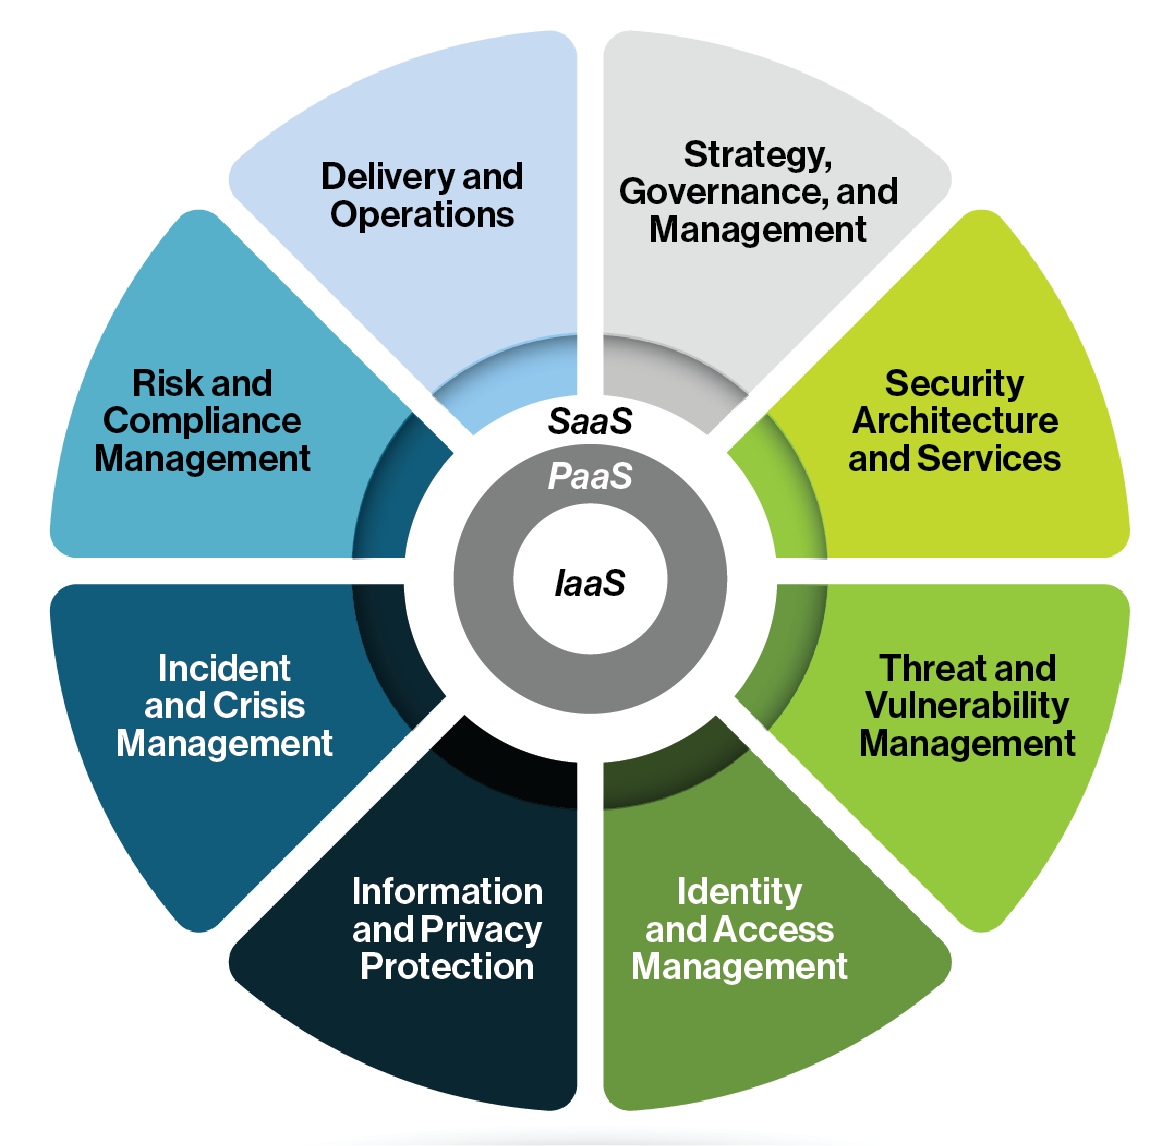 Delivery and
Operations
Strategy,
Governance, and
Management
Risk and
Compliance
Management
Security
Architecture
and Services
SaaS
PaaS
IaaS
Incident
and Crisis
Management
Threat and
Vulnerability
Management
Information
and Privacy
Protection
Identity
and Access
Management